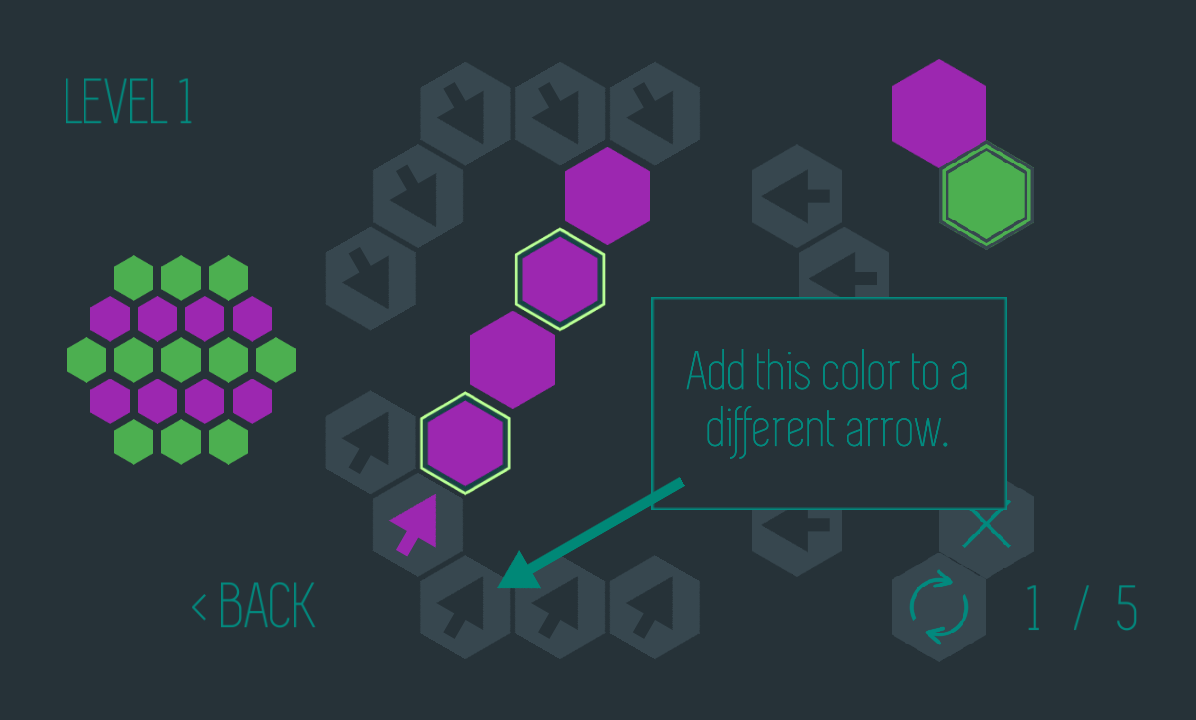 LEVEL 1
Add this color to a
different arrow.
< BACK
1 / 5